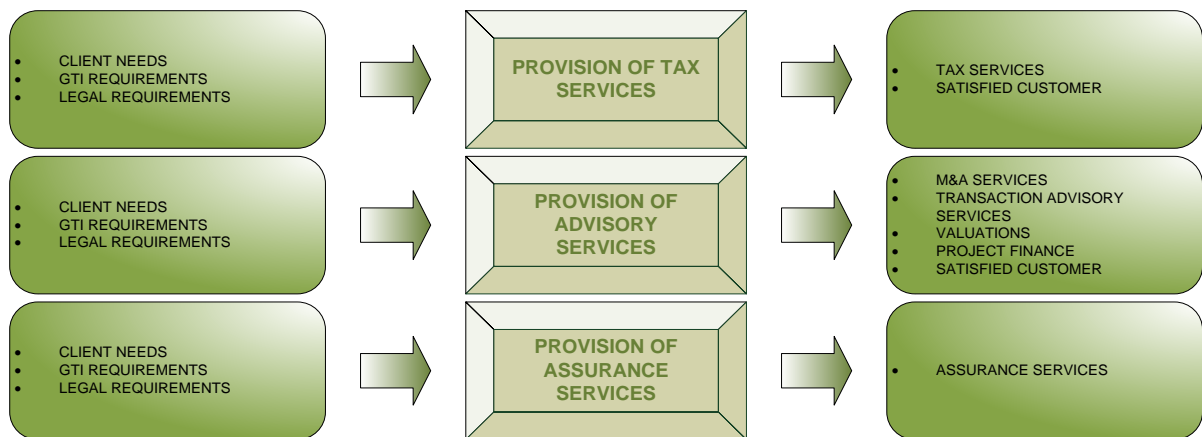 • CLIENT NEEDS
• GTI REQUIREMENTS
• LEGAL REQUIREMENTS
PROVISION OF TAX
SERVICES
• TAX SERVICES
• SATISFIED CUSTOMER
• CLIENT NEEDS
• GTI REQUIREMENTS
• LEGAL REQUIREMENTS
PROVISION OF
ADVISORY
SERVICES
• M&A SERVICES
• TRANSACTION ADVISORY
SERVICES
• VALUATIONS
• PROJECT FINANCE
• SATISFIED CUSTOMER
• CLIENT NEEDS
• GTI REQUIREMENTS
• LEGAL REQUIREMENTS
PROVISION OF
ASSURANCE
SERVICES
• ASSURANCE SERVICES